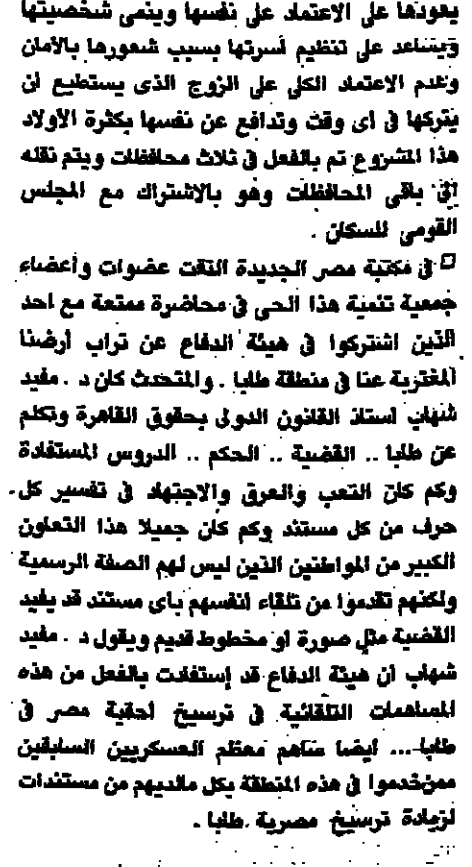 يعودها على الاعتماد على نفسها وينمى شخصيتها
ويساعد على تنظيم أسرتها بسبب شعورها بالأمان
وعدم الاعتماد الكلى على الزوج الذى يستطيع أن
يتركها فى أى وقت وتدافع عن نفسها بكثرة الأولاد
هذا المشروع تم بالفعل فى ثلاث محافظات ويتم نقله
إلى باقى المحافظات وهو بالاشتراك مع المجلس
القومى للسكان .
□ فى مكتبة مصر الجديدة التقت عضوات وأعضاء
جمعية تنمية هذا الحى فى محاضرة ممتعة مع احد
الذين اشتركوا فى هيئة الدفاع عن تراب أرضنا
المغتربة عنا فى منطقة طابا . والمتحدث كان د . مفيد
شهاب استاذ القانون الدولى بحقوق القاهرة وتكلم
عن طابا .. القضية .. الحكم .. الدروس المستفادة
وكم كان التعب والعرق والاجتهاد فى تفسير كل
حرف من كل مستند وكم كان جميلا هذا التعاون
الكبير من المواطنين الذين ليس لهم الصفة الرسمية
ولكنهم تقدموا من تلقاء أنفسهم بأى مستند قد يفيد
القضية مثل صورة او مخطوط قديم ويقول د . مفيد
شهاب ان هيئة الدفاع قد إستفادت بالفعل من هذه
المساهمات التلقائية فى ترسيخ أحقية مصر فى
طابا ... أيضا ساهم معظم العسكريين السابقين
ممن خدموا فى هذه المنطقة بكل مالديهم من مستندات
لزيادة ترسيخ مصرية طابا .